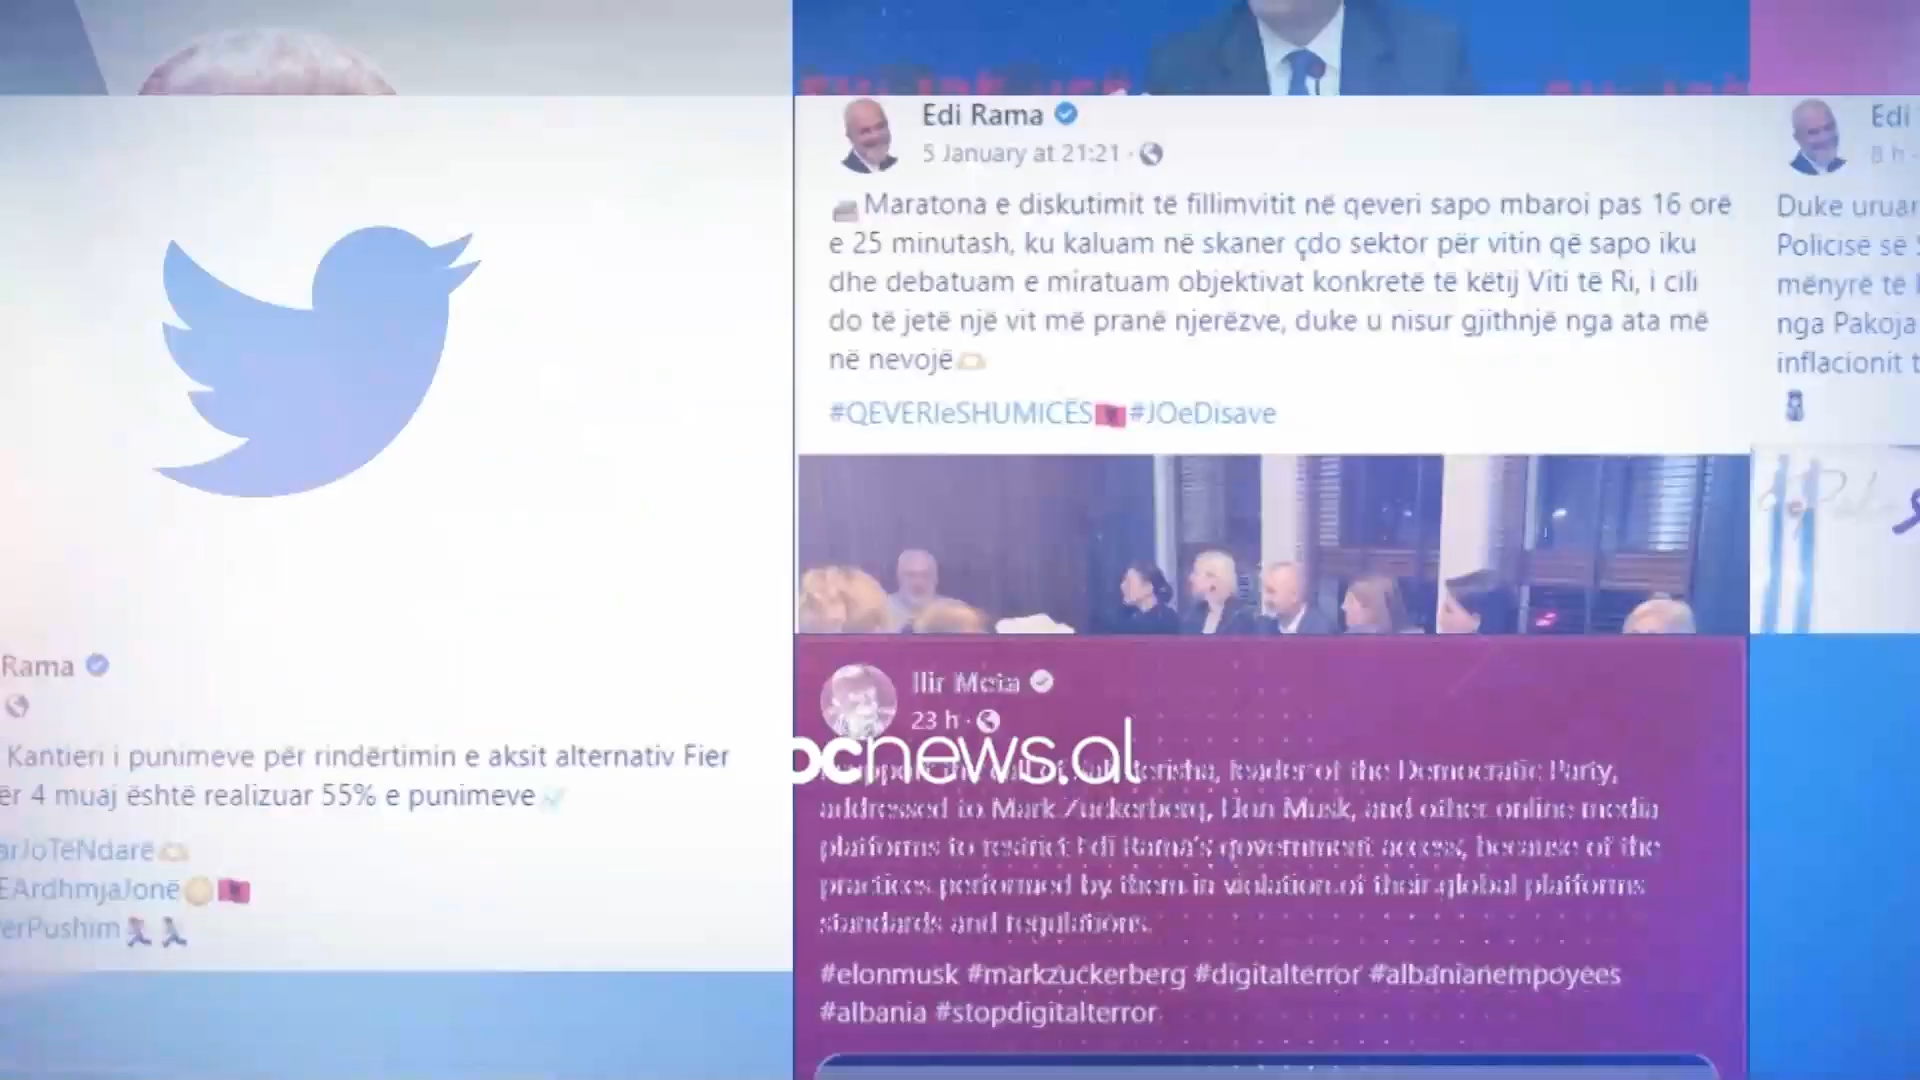 Edi Rama
5 January at 21:21 ·
Maratona e diskutimit të fillimvitit në qeveri sapo mbaroi pas 16 orë
e 25 minutash, ku kaluam në skaner çdo sektor për vitin që sapo iku
dhe debatuam e miratuam objektivat konkretë të këtij Viti të Ri, i cili
do të jetë një vit më pranë njerëzve, duke u nisur gjithnjë nga ata më
në nevojë
#QEVERIeSHUMICËS #JOeDisave
Edi
8 h ·
Duke uruar
Policisë së
mënyrë të
nga Pakoja
inflacionit
Rama
Kantieri i punimeve për rindërtimin e aksit alternativ Fier
ër 4 muaj është realizuar 55% e punimeve
arJoTëNdarë
EArdhmjaJonë
ërPushim
Ilir Meta
23 h ·
ocnews.al
leader of the Democratic Party,
addressed to Mark Zuckerberg, Elon Musk, and other online media
platforms to restrict Edi Rama's government access, because of the
practices performed by them in violation of their global platforms
standards and regulations.
#elonmusk #markzuckerberg #digitalterror #albanianempoyees
#albania #stopdigitalterror